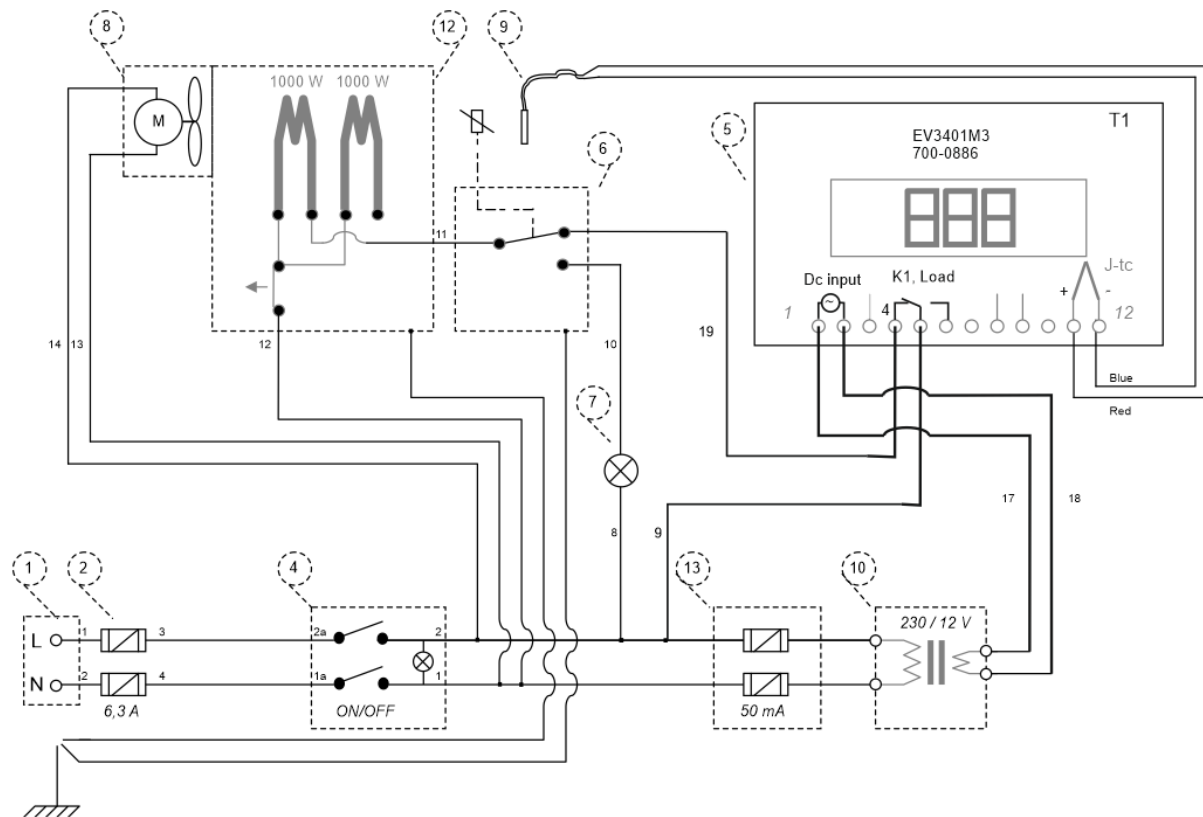 8
12
9
1000 W 1000 W
T1
5
EV3401M3
700-0886
M
6
888
11
Dc input
K1, Load
J-tc
+ -
1
~
4
12
14
13
12
10
19
Blue
Red
7
17
18
8
9
1
2
4
13
10
230 / 12 V
L
1
3
2a
2
N
2
4
1a
1
6,3 A
ON/OFF
50 mA